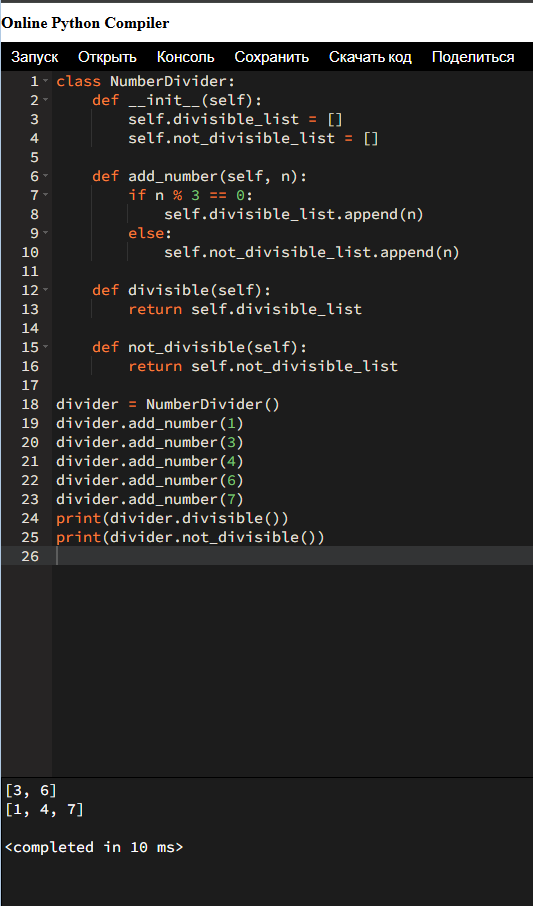 Online Python Compiler
Запуск Открыть Консоль Сохранить Скачать код Поделиться
1 class NumberDivider:
2     def __init__(self):
3         self.divisible_list = []
4         self.not_divisible_list = []
5
6     def add_number(self, n):
7         if n % 3 == 0:
8             self.divisible_list.append(n)
9         else:
10             self.not_divisible_list.append(n)
11
12     def divisible(self):
13         return self.divisible_list
14
15     def not_divisible(self):
16         return self.not_divisible_list
17
18 divider = NumberDivider()
19 divider.add_number(1)
20 divider.add_number(3)
21 divider.add_number(4)
22 divider.add_number(6)
23 divider.add_number(7)
24 print(divider.divisible())
25 print(divider.not_divisible())
26
[3, 6]
[1, 4, 7]
<completed in 10 ms>